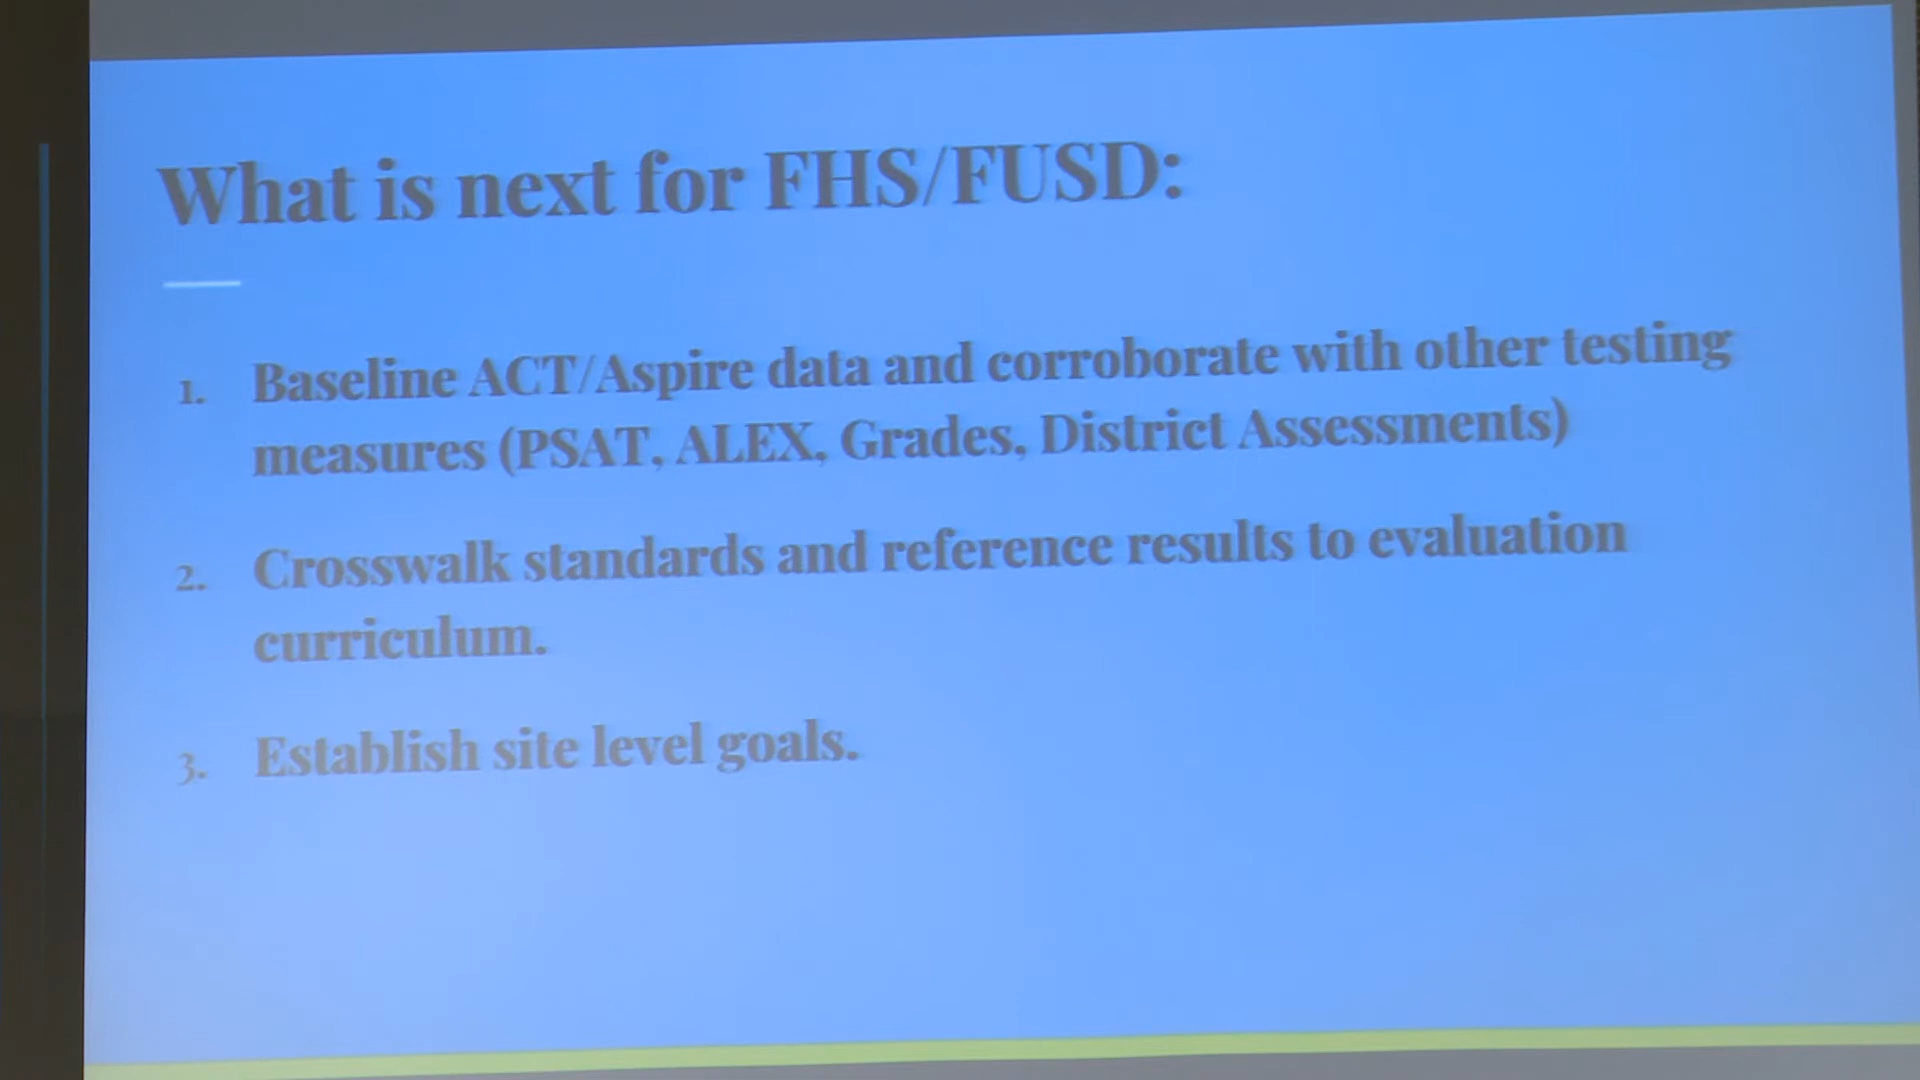 What is next for FHS/FUSD:
1. Baseline ACT/Aspire data and corroborate with other testing
measures (PSAT, ALEX, Grades, District Assessments)
2. Crosswalk standards and reference results to evaluation
curriculum.
3. Establish site level goals.